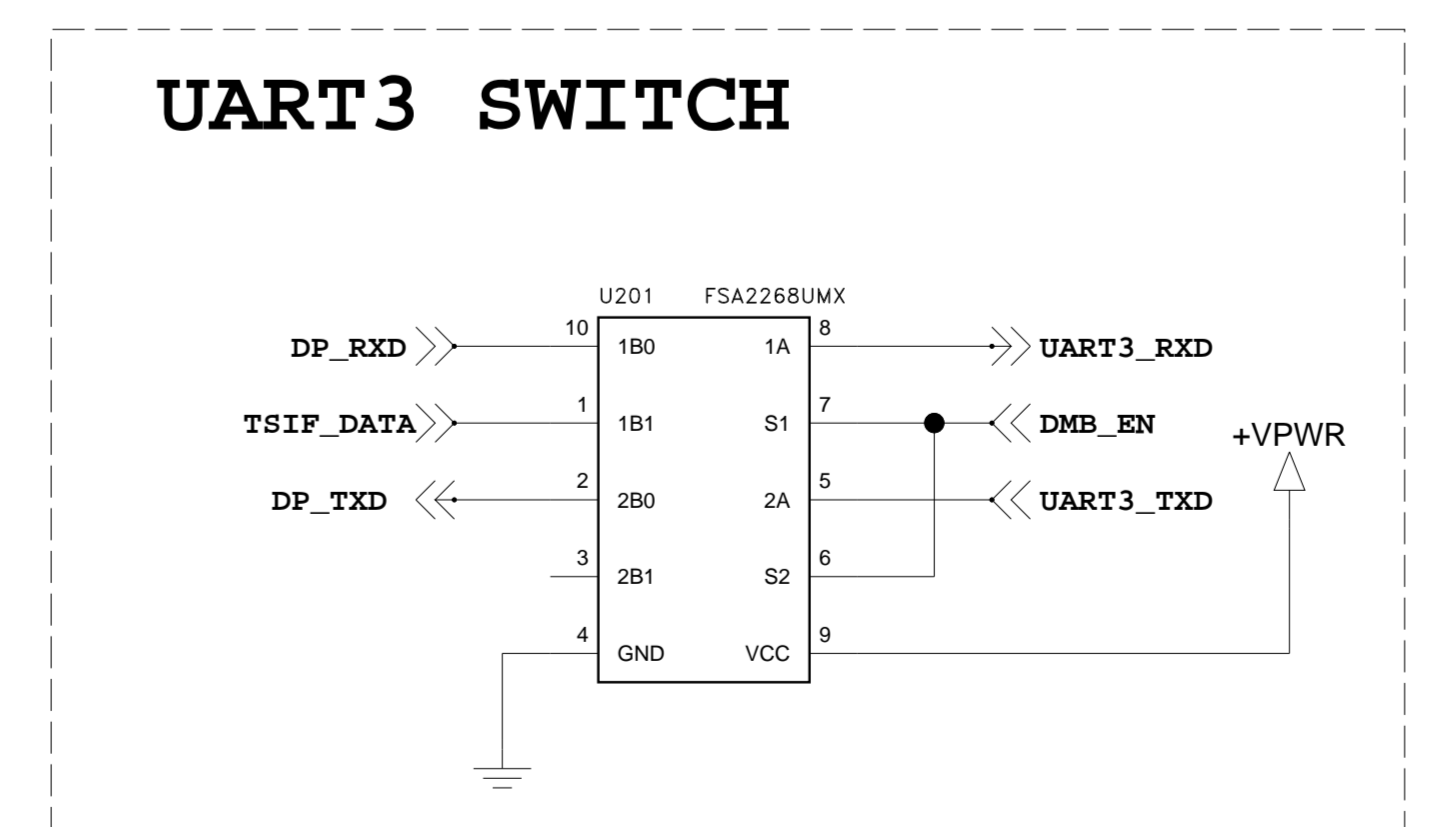 UART3 SWITCH
U201 FSA2268UMX
DP_RXD 10 1B0 1A 8 UART3_RXD
TSIF_DATA 1 1B1 S1 7 DMB_EN
+VPWR
DP_TXD 2 2B0 2A 5 UART3_TXD
3 2B1 S2 6
4 GND VCC 9